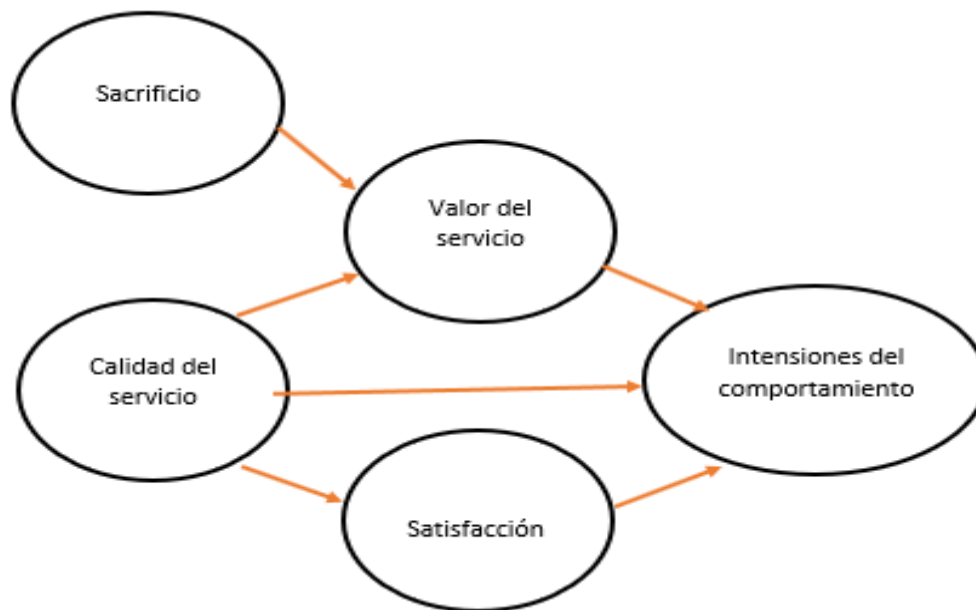 Sacrificio
Valor del
servicio
Calidad del
servicio
Intensiones del
comportamiento
Satisfacción